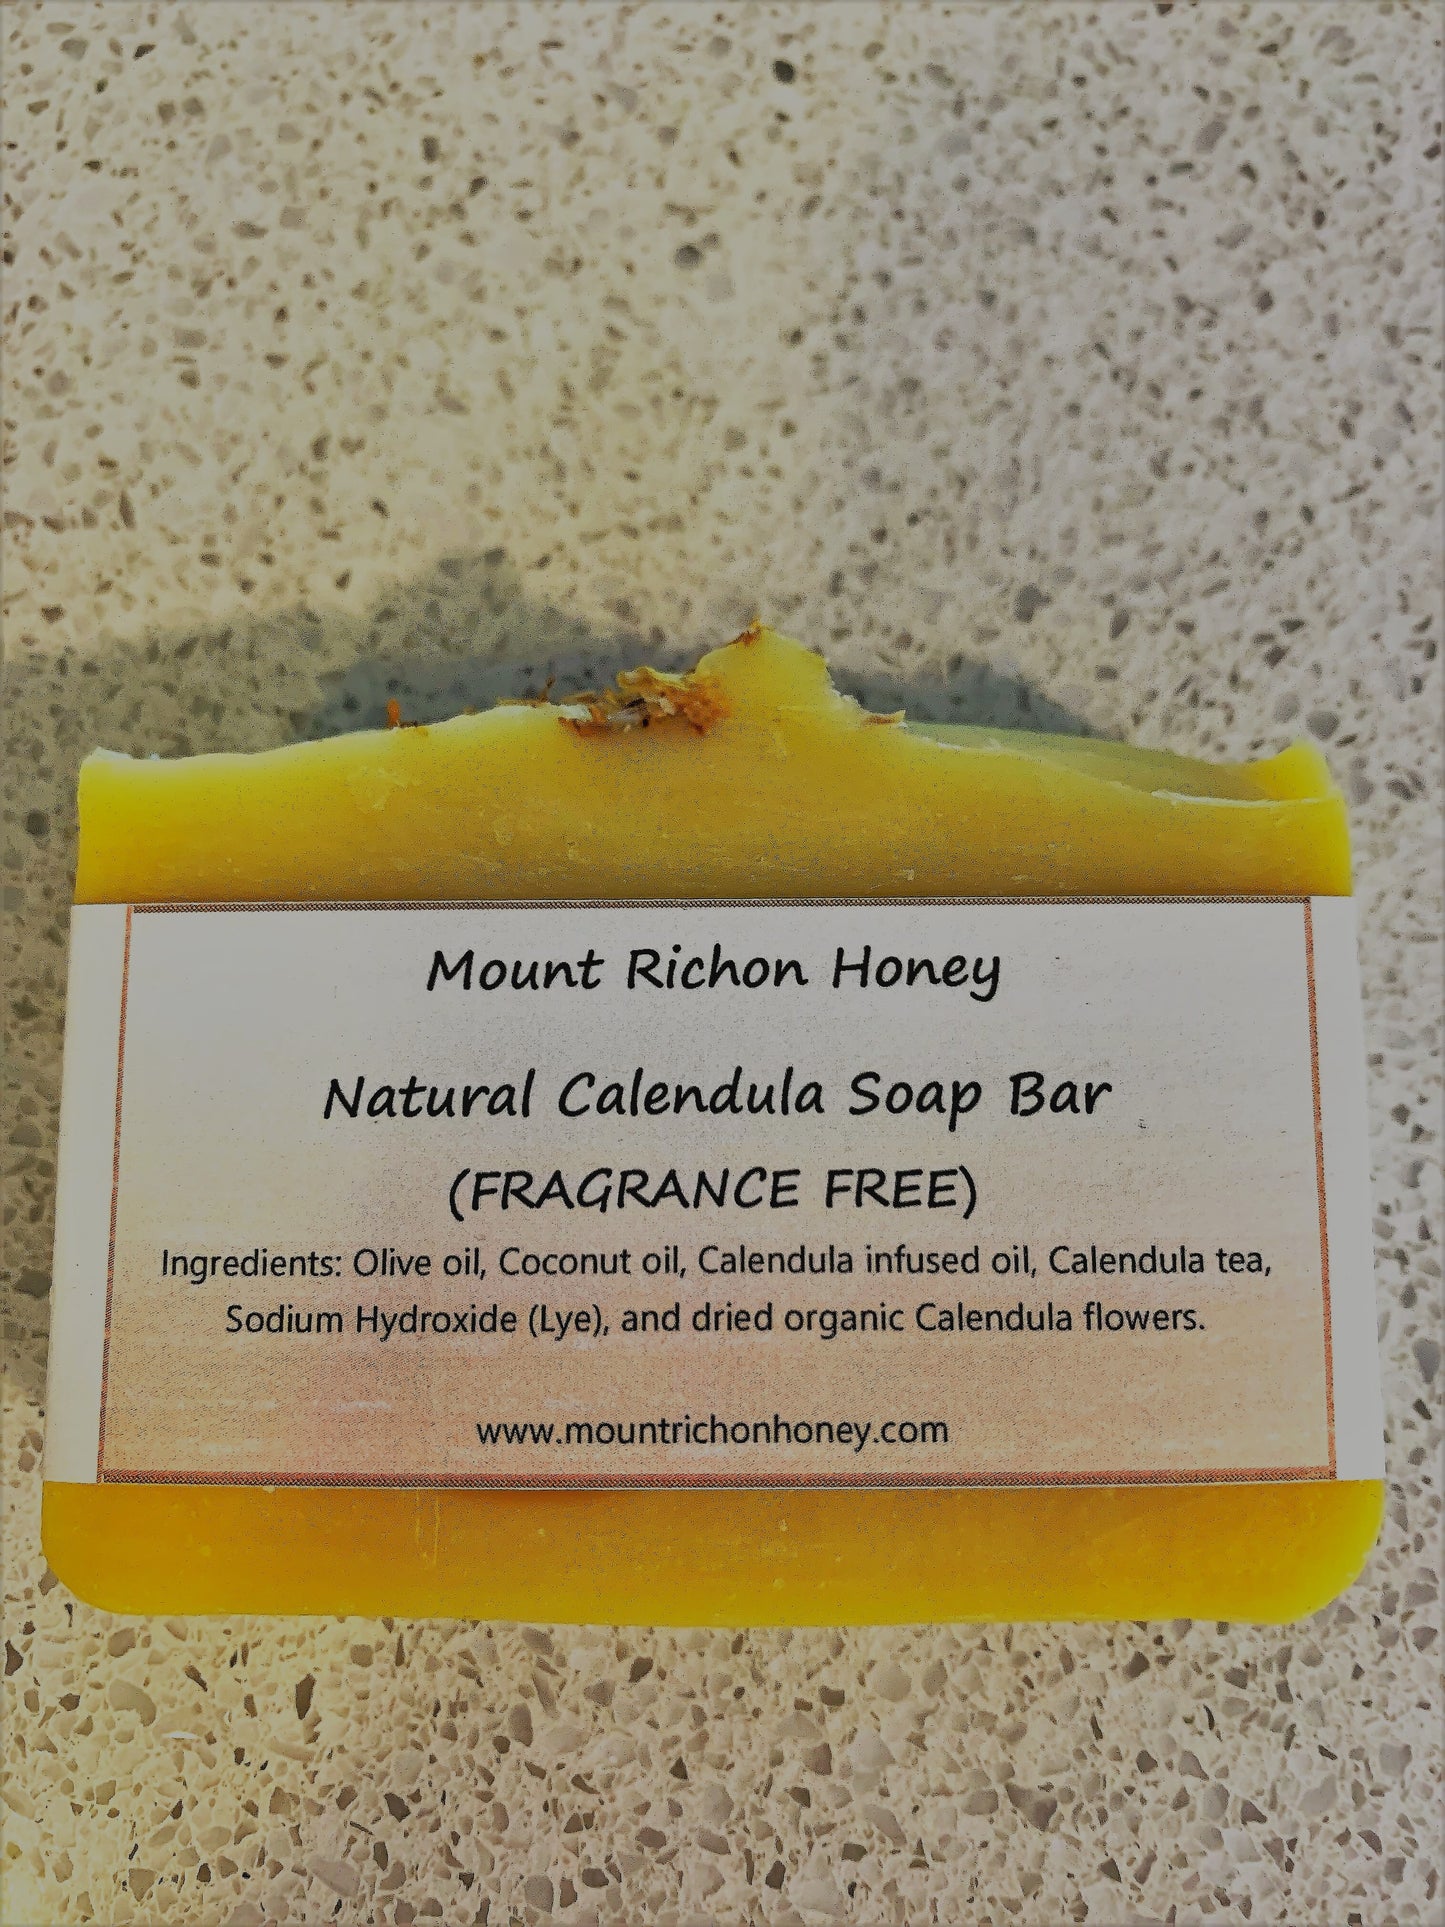 Mount Richon Honey
Natural Calendula Soap Bar
(FRAGRANCE FREE)
Ingredients: Olive oil, Coconut oil, Calendula infused oil, Calendula tea,
Sodium Hydroxide (Lye), and dried organic Calendula flowers.
www.mountrichonhoney.com